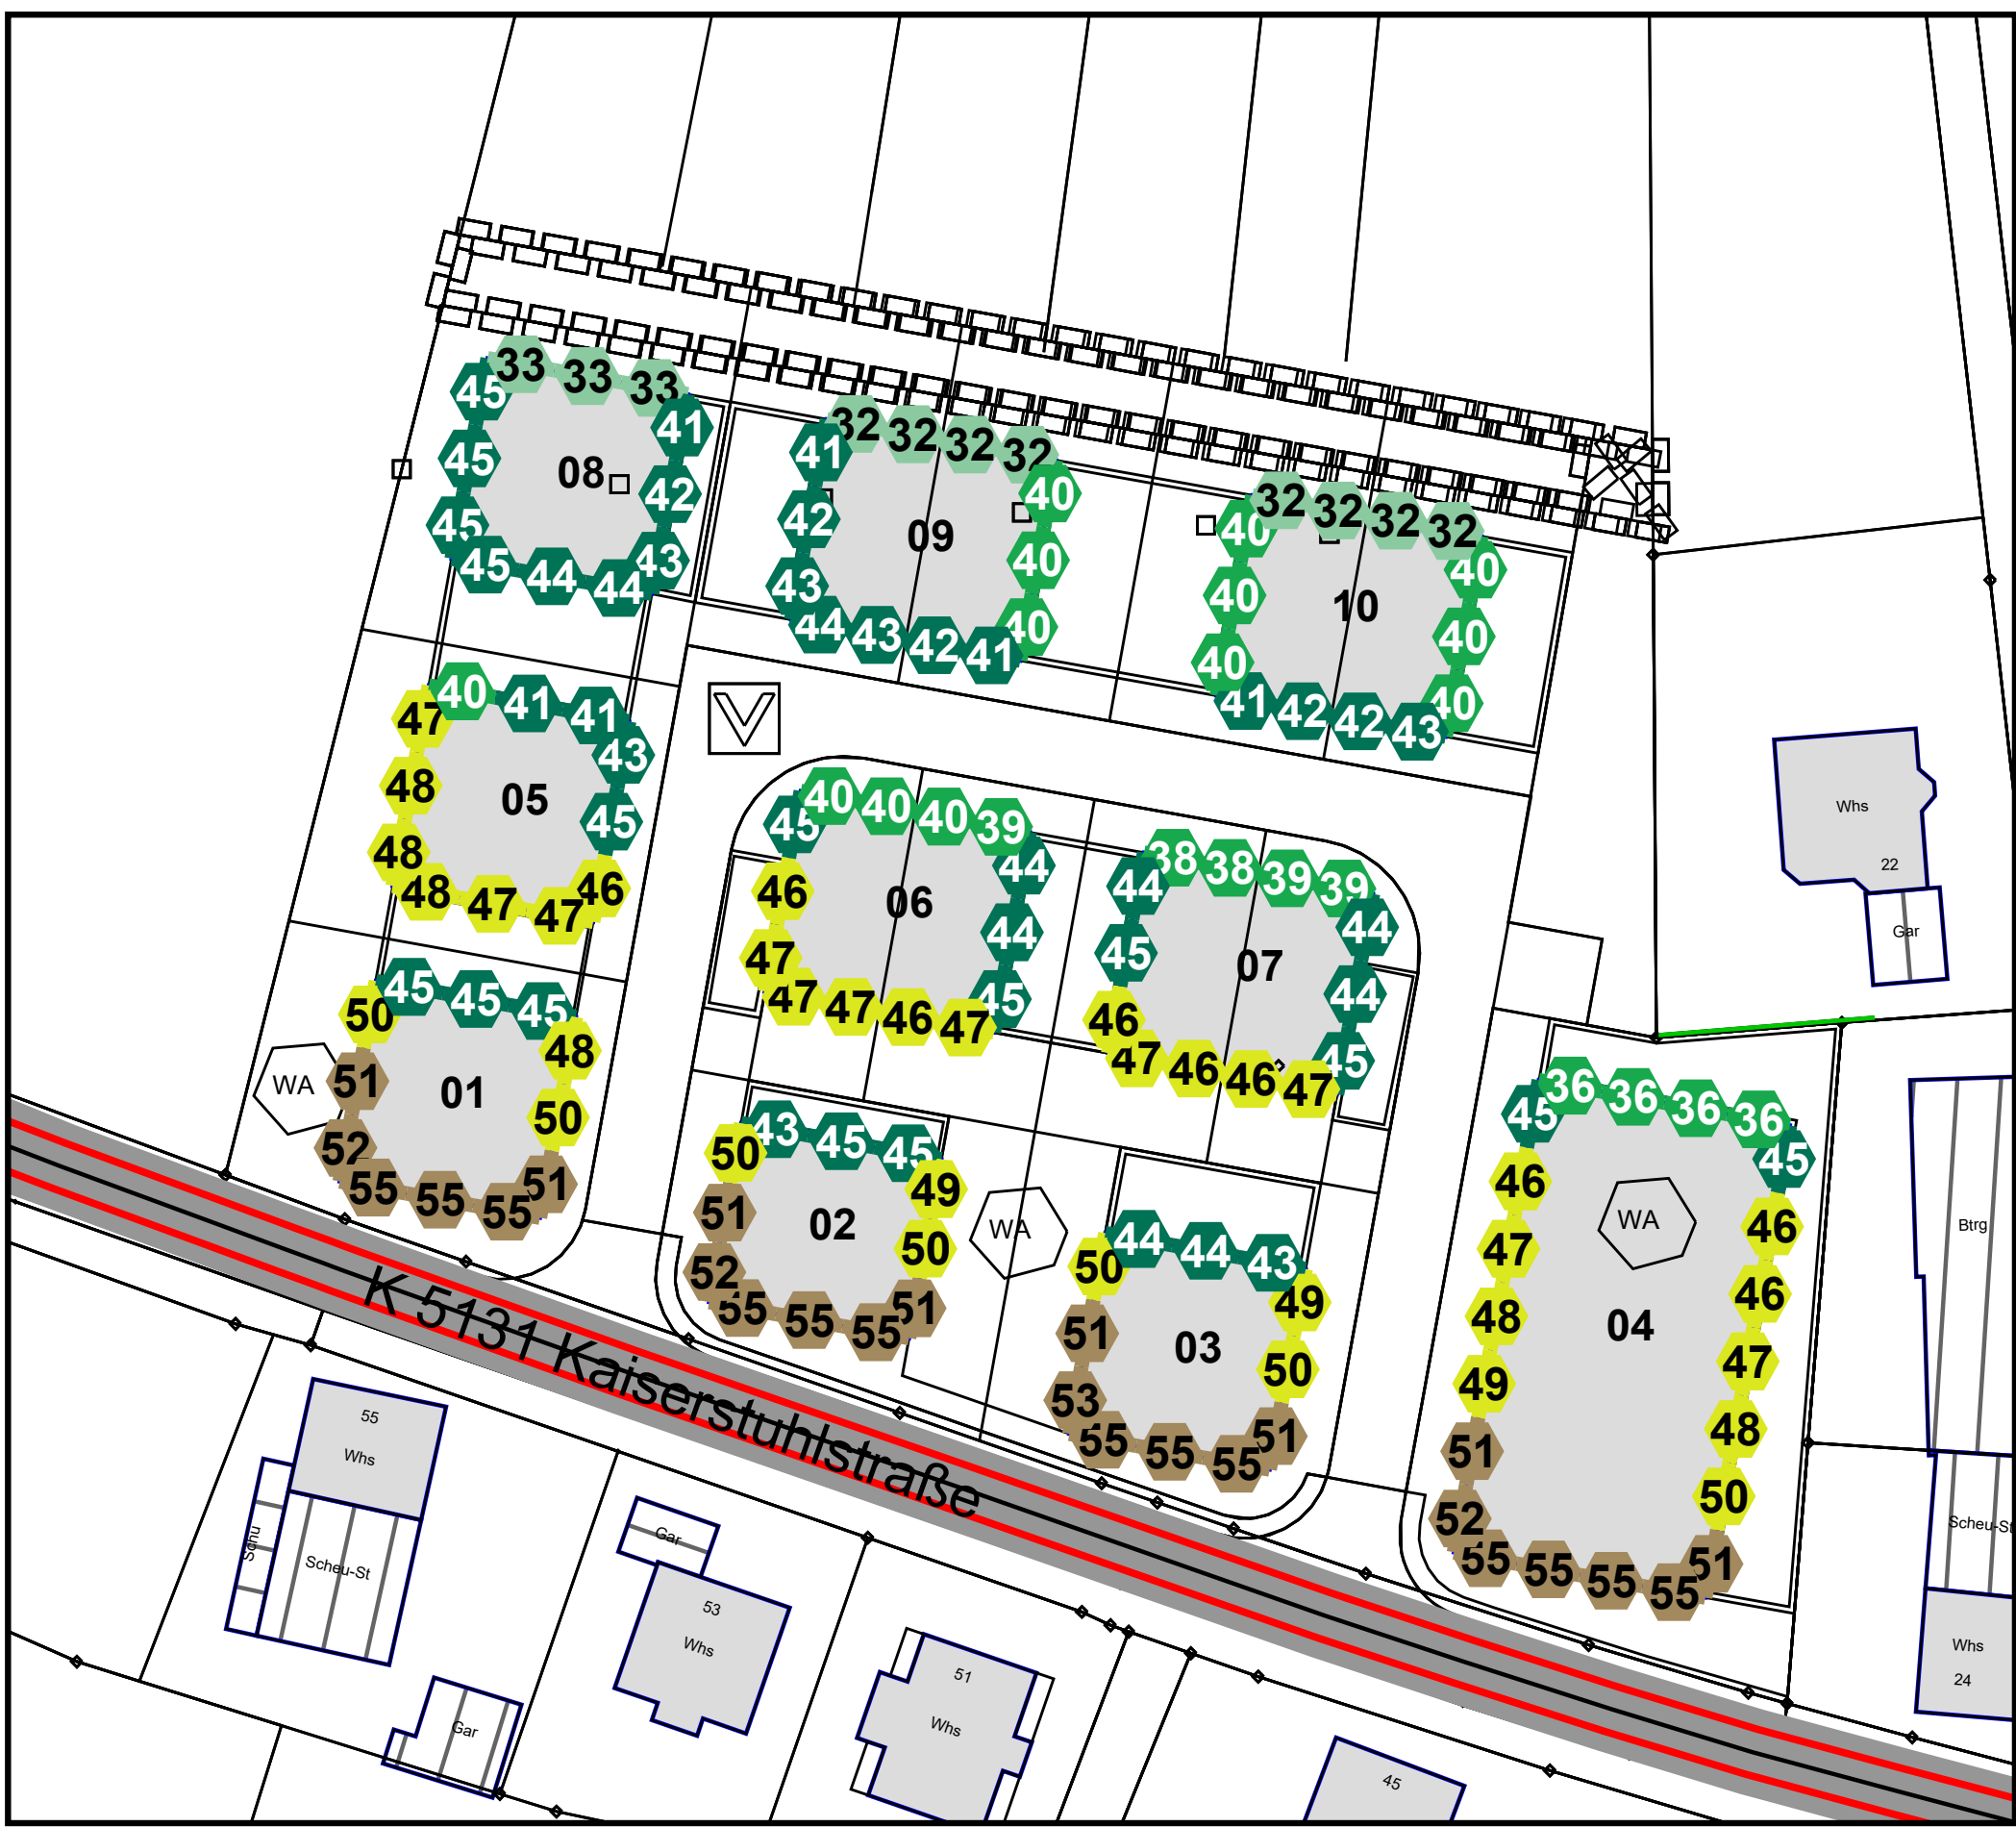 33 33 33
45 41
45 08 42
45 43
45 44 44
32 32 32 32
41 40
42 09 40
43 40
44 43 42 41
32 32 32 32
40 40
40 10 40
40 40
41 42 42 43
40 41 41
47 43
48 05 45
48 46
48 47 47
40 40 40 39
45 44
46 06 44
47 45
47 47 46 47
38 38 39 39
44 44
45 07 44
46 45
47 46 46 47
Whs
22
Gar
45 45 45
50 48
WA
51 01 50
52 51
55 55 55
43 45 45
50 49
51 02 50
52 51
55 55 55
WA
44 44 43
50 49
51 03 50
53 51
55 55 55
36 36 36 36
45 45
46 WA 46
47 46
48 04 47
49 48
51 50
52 51
55 55 55 55
Btrg
Scheu-St
Whs
24
K 5131 Kaiserstuhlstraße
55
Whs
Schu
Scheu-St
Gar
Gar
53
Whs
51
Whs
45